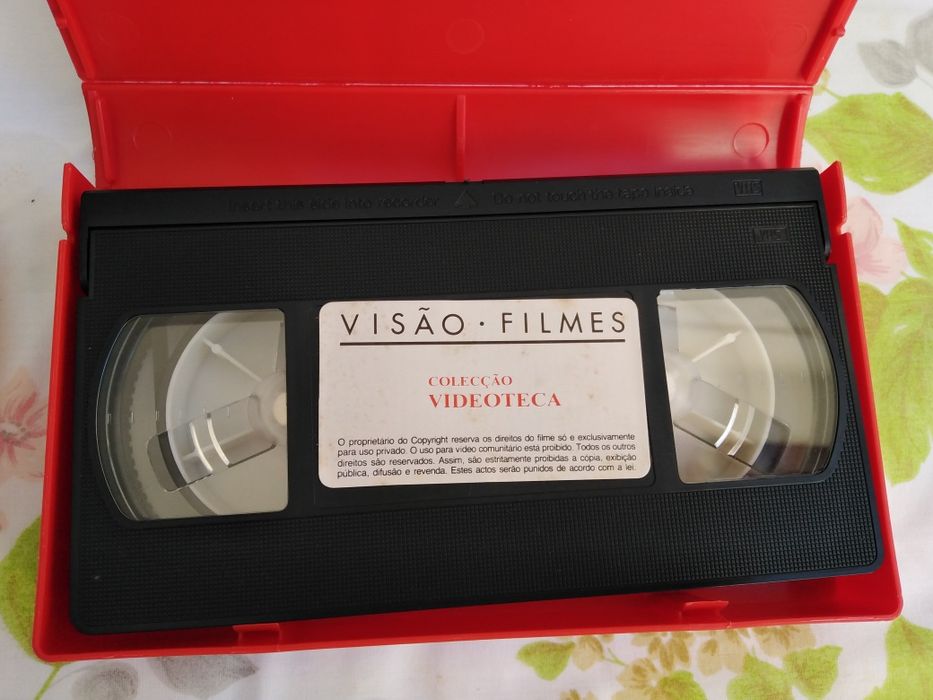 Insert this side into recorder Do not touch the tape inside VHS
VHS
VISÃO · FILMES
COLECÇÃO
VIDEOTECA
O proprietário do Copyright reserva os direitos do filme só e exclusivamente
para uso privado. O uso para video comunitário está proibido. Todos os outros
direitos são reservados. Assim, são estritamente proibidas a cópia, exibição
pública, difusão e revenda. Estes actos serão punidos de acordo com a lei.